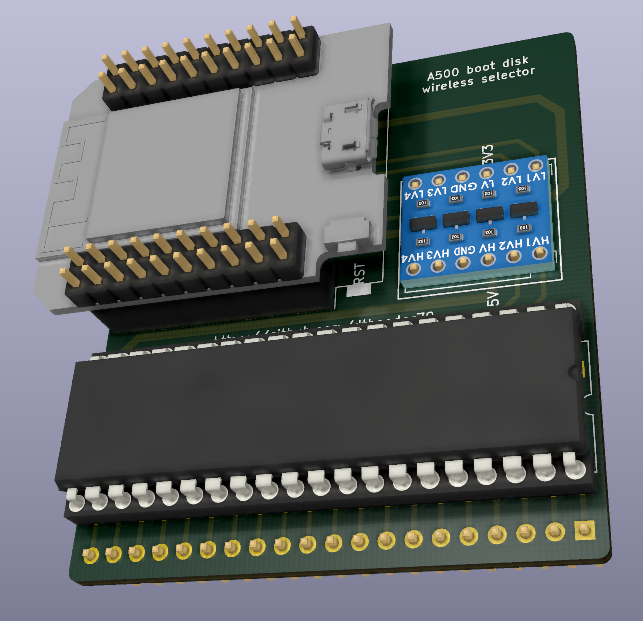 A500 boot disk
wireless selector
3V3
LV1
LV2
LV
GND
LV3
LV4
HV1
HV2
HV
GND
HV3
HV4
5V
RST